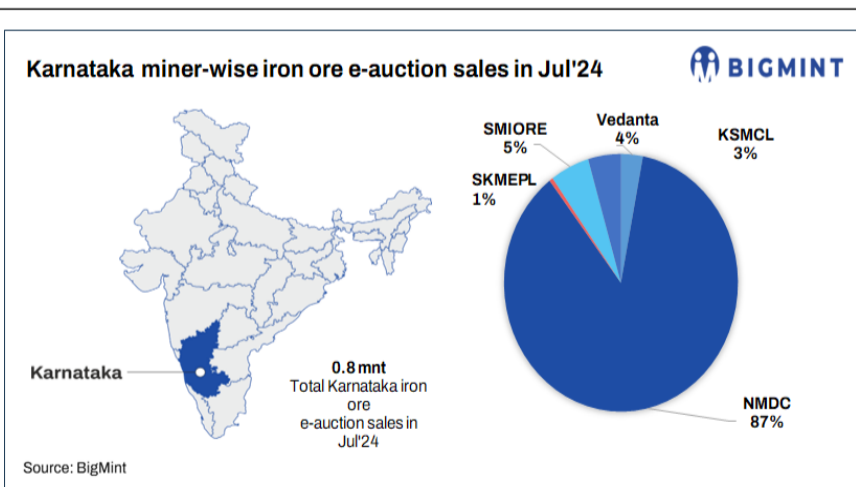 Karnataka miner-wise iron ore e-auction sales in Jul'24
BIGMINT
Vedanta
4%
SMIORE
5%
KSMCL
3%
SKMEPL
1%
Karnataka
0.8 mnt
Total Karnataka iron
ore
e-auction sales in
Jul'24
NMDC
87%
Source: BigMint